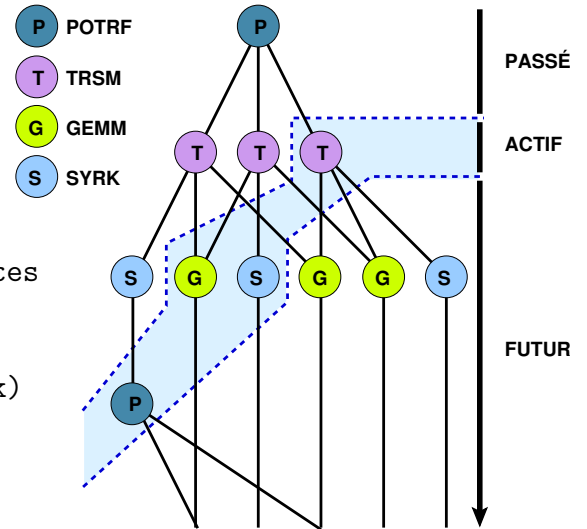 P POTRF
T TRSM
G GEMM
S SYRK
P
T T T
S G S G G S
P
PASSÉ
ACTIF
FUTUR